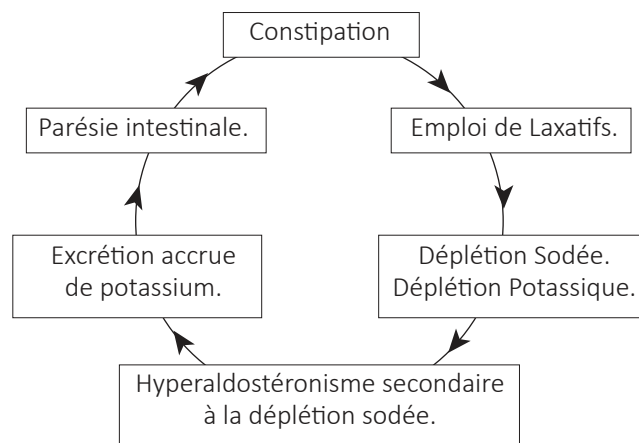 Constipation
Emploi de Laxatifs.
Déplétion Sodée.
Déplétion Potassique.
Hyperaldostéronisme secondaire
à la déplétion sodée.
Excrétion accrue
de potassium.
Parésie intestinale.